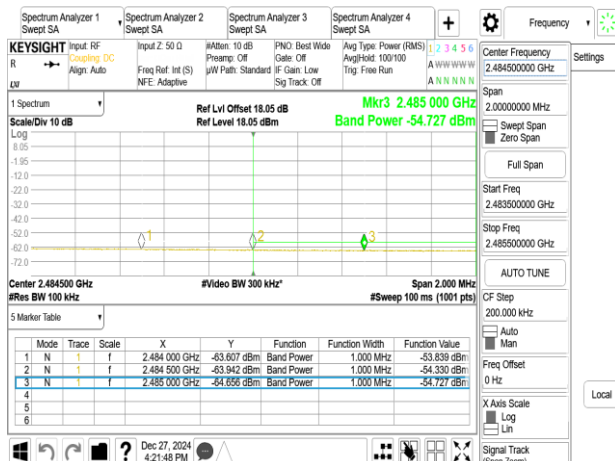 Spectrum Analyzer 1 Spectrum Analyzer 2 Spectrum Analyzer 3 Spectrum Analyzer 4 + Frequency
Swept SA Swept SA Swept SA Swept SA
KEYSIGHT Input: RF Input Z: 50 Ω #Atten: 10 dB PNO: Best Wide Avg Type: Power (RMS) 1 2 3 4 5 6
Coupling: DC Preamp: Off Gate: Off Avg|Hold: 100/100 A W W W W W
R Align: Auto Freq Ref: Int (S) µW Path: Standard IF Gain: Low Trig: Free Run
NFE: Adaptive Sig Track: Off A N N N N N
LXI
1 Spectrum Ref Lvl Offset 18.05 dB Mkr3 2.485 000 GHz
Scale/Div 10 dB Ref Level 18.05 dBm Band Power -54.727 dBm
Log
8.05
-1.95
-12.0
-22.0
-32.0
-42.0
-52.0 1 2 3
-62.0
-72.0
Center 2.484500 GHz #Video BW 300 kHz* Span 2.000 MHz
#Res BW 100 kHz #Sweep 100 ms (1001 pts)
5 Marker Table
Mode Trace Scale X Y Function Function Width Function Value
1 N 1 f 2.484 000 GHz -63.607 dBm Band Power 1.000 MHz -53.839 dBm
2 N 1 f 2.484 500 GHz -63.942 dBm Band Power 1.000 MHz -54.330 dBm
3 N 1 f 2.485 000 GHz -64.656 dBm Band Power 1.000 MHz -54.727 dBm
4
5
6
? Dec 27, 2024
4:21:48 PM
Center Frequency
2.484500000 GHz
Settings
Span
2.00000000 MHz
Swept Span
Zero Span
Full Span
Start Freq
2.483500000 GHz
Stop Freq
2.485500000 GHz
AUTO TUNE
CF Step
200.000 kHz
Auto
Man
Freq Offset
0 Hz
Local
X Axis Scale
Log
Lin
Signal Track
(Span Zoom)